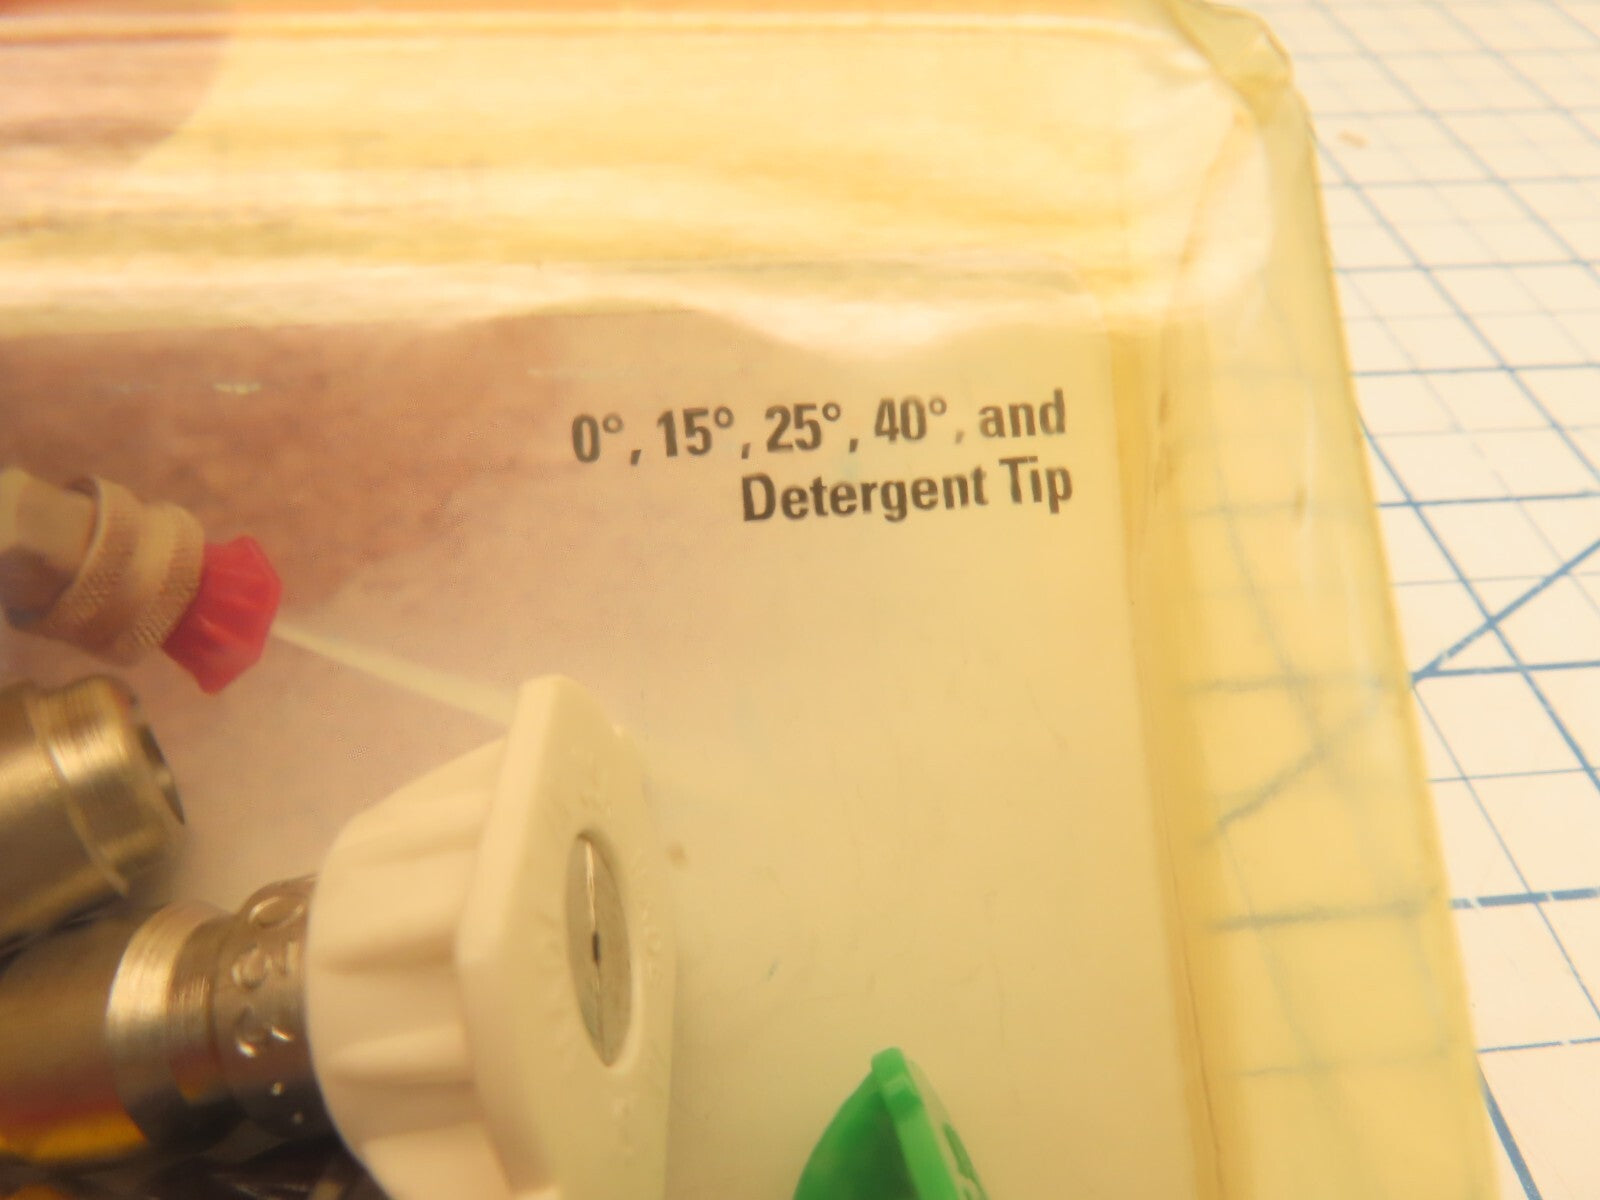 0°, 15°, 25°, 40°, and
Detergent Tip